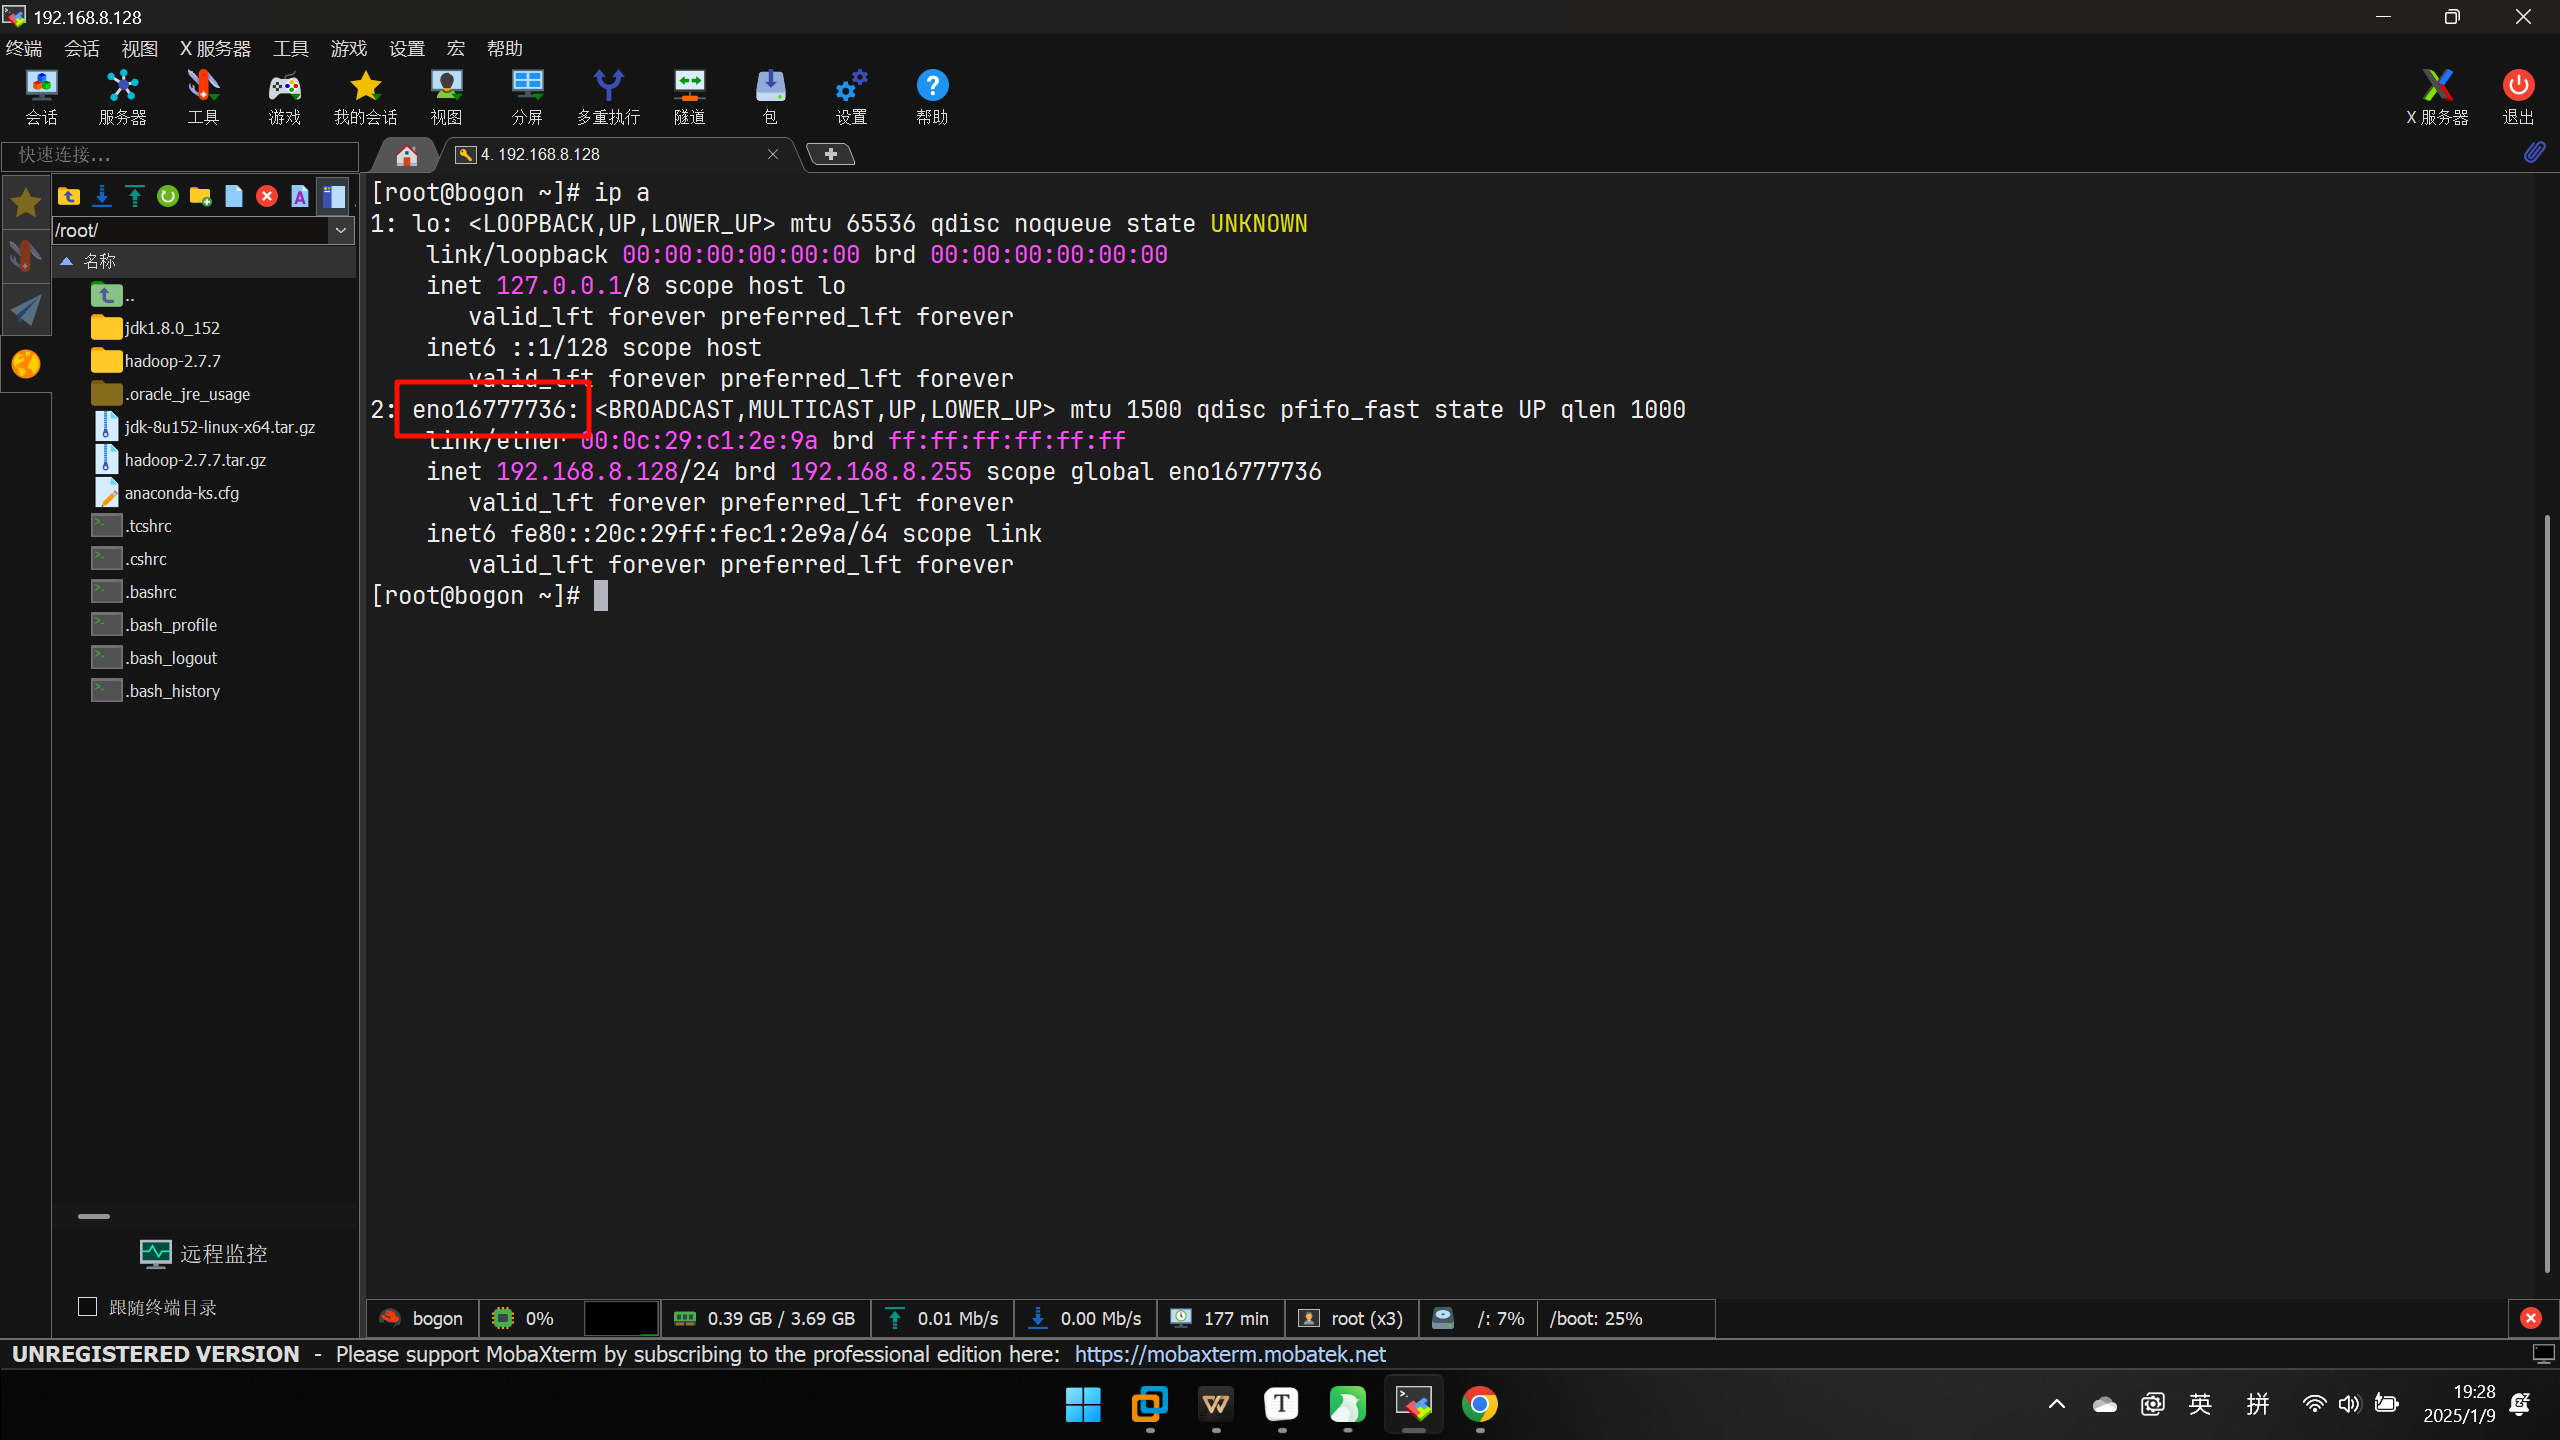 192.168.8.128
终端 会话 视图 X 服务器 工具 游戏 设置 宏 帮助
会话 服务器 工具 游戏 我的会话 视图 分屏 多重执行 隧道 包 设置 帮助 X 服务器 退出
快速连接...
4. 192.168.8.128
/root/
名称
..
jdk1.8.0_152
hadoop-2.7.7
.oracle_jre_usage
jdk-8u152-linux-x64.tar.gz
hadoop-2.7.7.tar.gz
anaconda-ks.cfg
.tcshrc
.cshrc
.bashrc
.bash_profile
.bash_logout
.bash_history
远程监控
跟随终端目录
[root@bogon ~]# ip a
1: lo: <LOOPBACK,UP,LOWER_UP> mtu 65536 qdisc noqueue state UNKNOWN
link/loopback 00:00:00:00:00:00 brd 00:00:00:00:00:00
inet 127.0.0.1/8 scope host lo
valid_lft forever preferred_lft forever
inet6 ::1/128 scope host
valid_lft forever preferred_lft forever
2: eno16777736: <BROADCAST,MULTICAST,UP,LOWER_UP> mtu 1500 qdisc pfifo_fast state UP qlen 1000
link/ether 00:0c:29:c1:2e:9a brd ff:ff:ff:ff:ff:ff
inet 192.168.8.128/24 brd 192.168.8.255 scope global eno16777736
valid_lft forever preferred_lft forever
inet6 fe80::20c:29ff:fec1:2e9a/64 scope link
valid_lft forever preferred_lft forever
[root@bogon ~]#
bogon 0% 0.39 GB / 3.69 GB 0.01 Mb/s 0.00 Mb/s 177 min root (x3) /: 7% /boot: 25%
UNREGISTERED VERSION - Please support MobaXterm by subscribing to the professional edition here: https://mobaxterm.mobatek.net
英 拼 19:28
2025/1/9